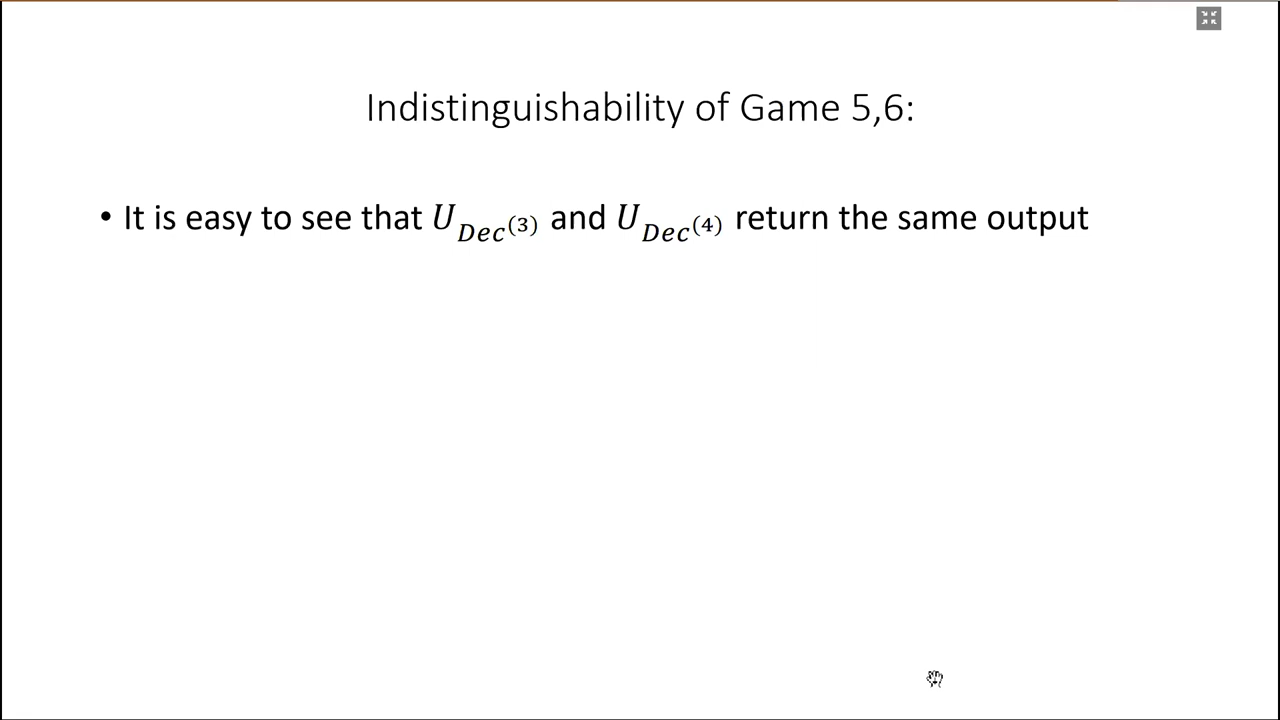 Indistinguishability of Game 5,6:
• It is easy to see that $U_{Dec^{(3)}}$ and $U_{Dec^{(4)}}$ return the same output